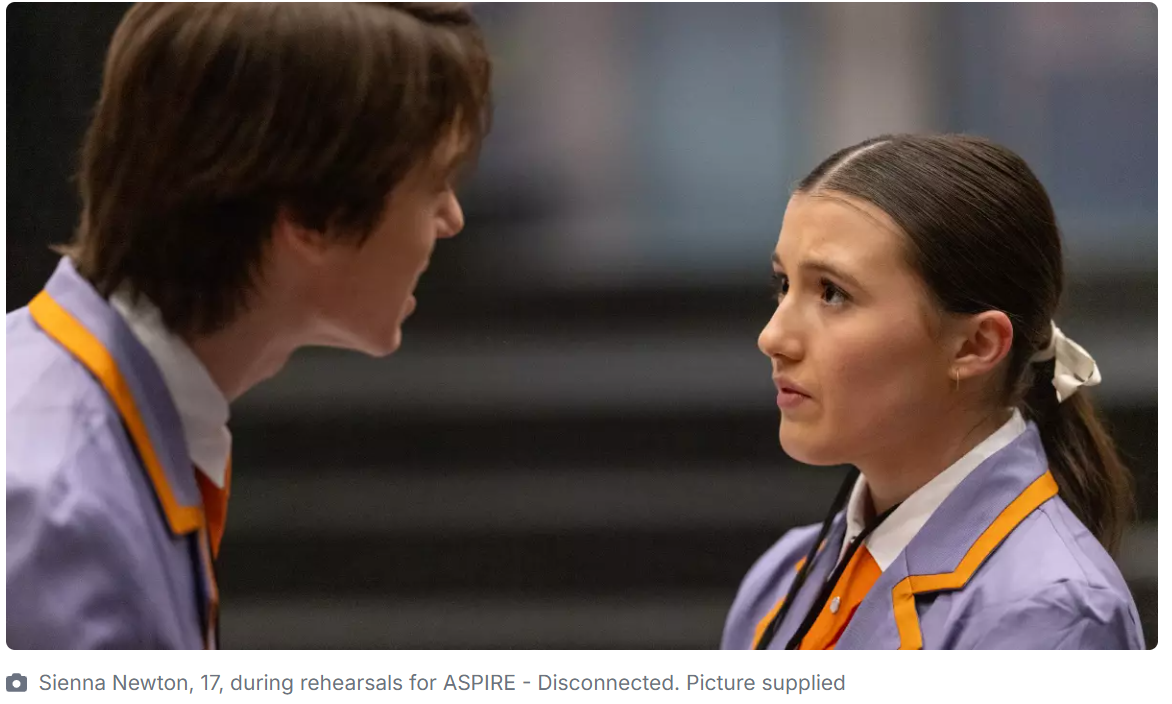 Sienna Newton, 17, during rehearsals for ASPIRE - Disconnected. Picture supplied